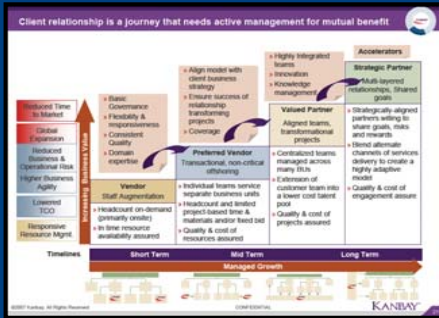 Client relationship is a journey that needs active management for mutual benefit
Accelerators
Highly Integrated
teams
Innovation
Knowledge
management
Strategic Partner
Multi-layered
relationships, Shared
goals
Align model with
client business
strategy
Ensure success of
relationship
transforming
projects
Coverage
Valued Partner
Aligned teams,
transformational
projects
Strategically-aligned
partners willing to
share goals, risks
and rewards
Blend alternate
channels of services
delivery to create a
highly adaptive
model
Quality & cost of
engagement assure
Basic
Governance
Flexibility &
responsiveness
Consistent
Quality
Domain
expertise
Preferred Vendor
Transactional, non-critical
offshoring
Centralized teams
managed across
many BUs
Extension of
customer team into
a lower cost talent
pool
Quality & cost of
projects assured
Vendor
Staff Augmentation
Individual teams service
separate business units
Headcount and limited
project-based time &
materials and/or fixed bid
Quality & cost of
resources assured
Headcount on-demand
(primarily onsite)
In time resource
availability assured
Reduced Time
to Market
Global
Expansion
Reduced
Business &
Operational Risk
Higher Business
Agility
Lowered
TCO
Responsive
Resource Mgmt
Increasing Business Value
Timelines
Short Term
Mid Term
Long Term
Managed Growth
©2007 Kanbay. All Rights Reserved
CONFIDENTIAL
KANBAY